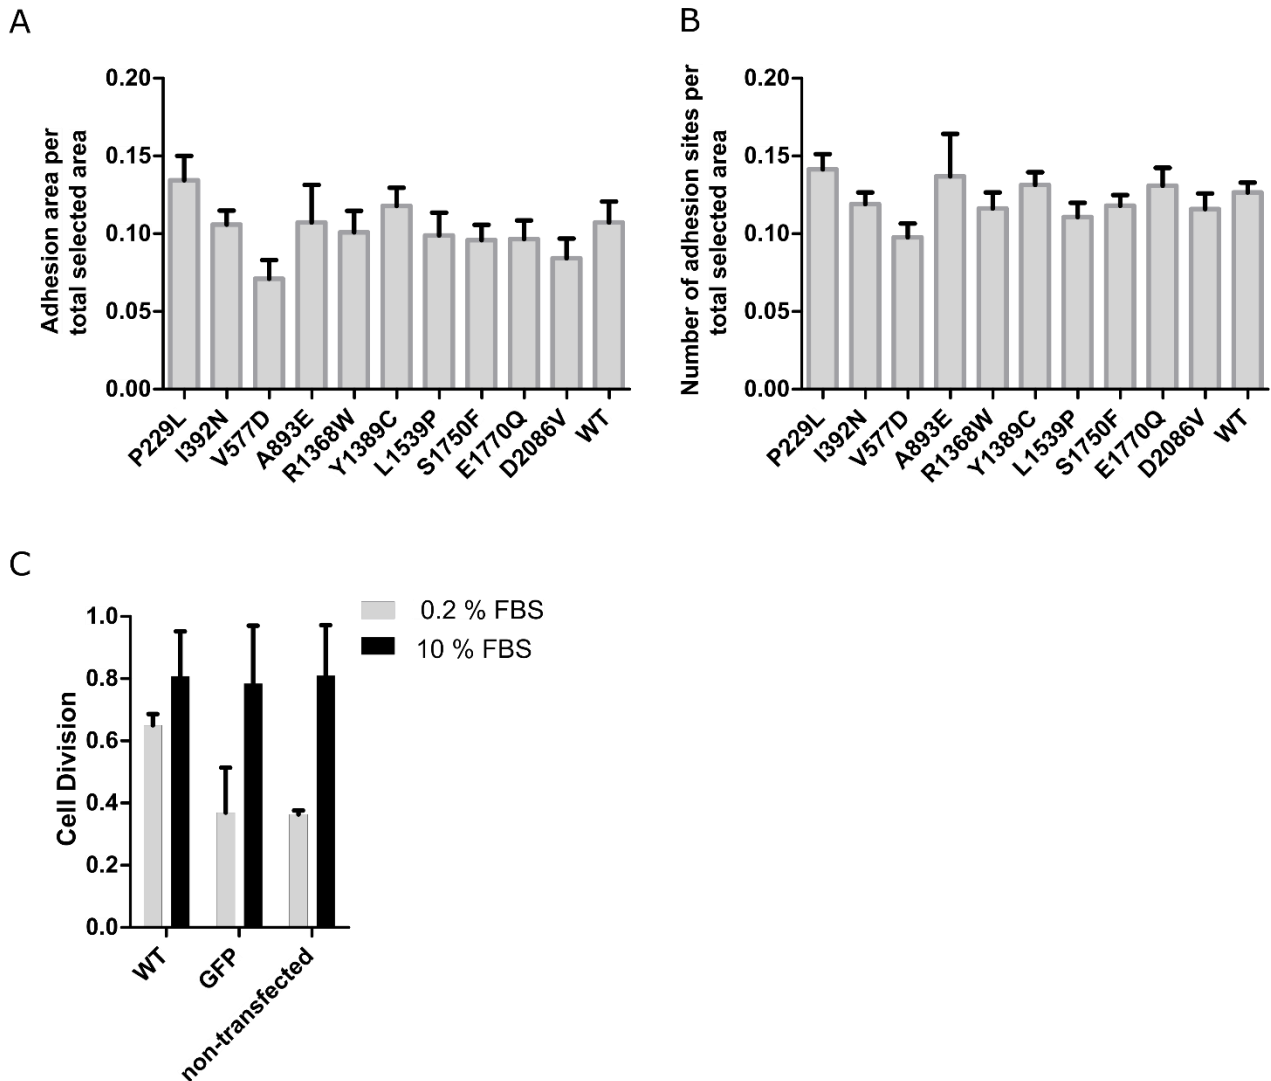 A
Adhesion area per
total selected area
0.20
0.15
0.10
0.05
0.00
P229L
I392N
V577D
A893E
R1368W
Y1389C
L1539P
S1750F
E1770Q
D2086V
WT
B
Number of adhesion sites per
total selected area
0.20
0.15
0.10
0.05
0.00
P229L
I392N
V577D
A893E
R1368W
Y1389C
L1539P
S1750F
E1770Q
D2086V
WT
C
Cell Division
1.0
0.8
0.6
0.4
0.2
0.0
WT
GFP
non-transfected
0.2 % FBS
10 % FBS